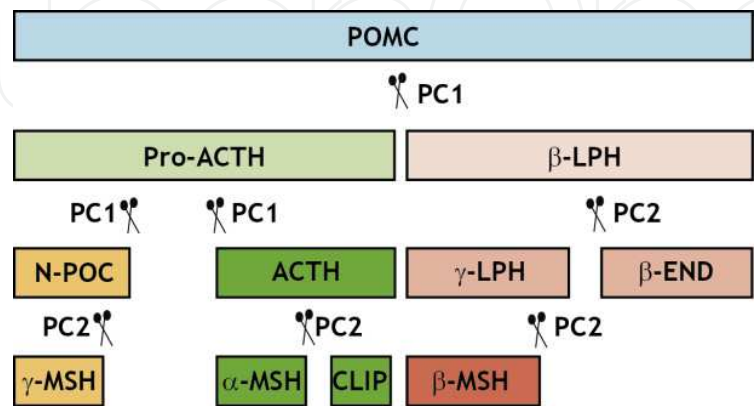 POMC
PC1
Pro-ACTH β-LPH
PC1 PC1 PC2
N-POC ACTH γ-LPH β-END
PC2 PC2 PC2
γ-MSH α-MSH CLIP β-MSH